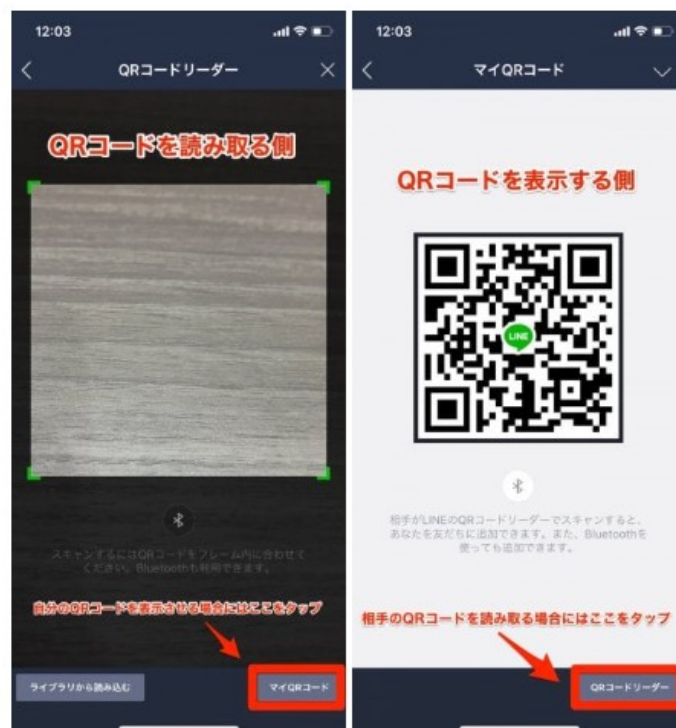 12:03
QRコードリーダー
QRコードを読み取る側
スキャンするにはQRコードをフレーム内に合わせて
ください。Bluetoothも利用できます。
自分のQRコードを表示させる場合にはここをタップ
ライブラリから読み込む
マイQRコード
12:03
マイQRコード
QRコードを表示する側
LINE
相手がLINEのQRコードリーダーでスキャンすると、
あなたを友だちに追加できます。また、Bluetoothを
使っても追加できます。
相手のQRコードを読み取る場合にはここをタップ
QRコードリーダー